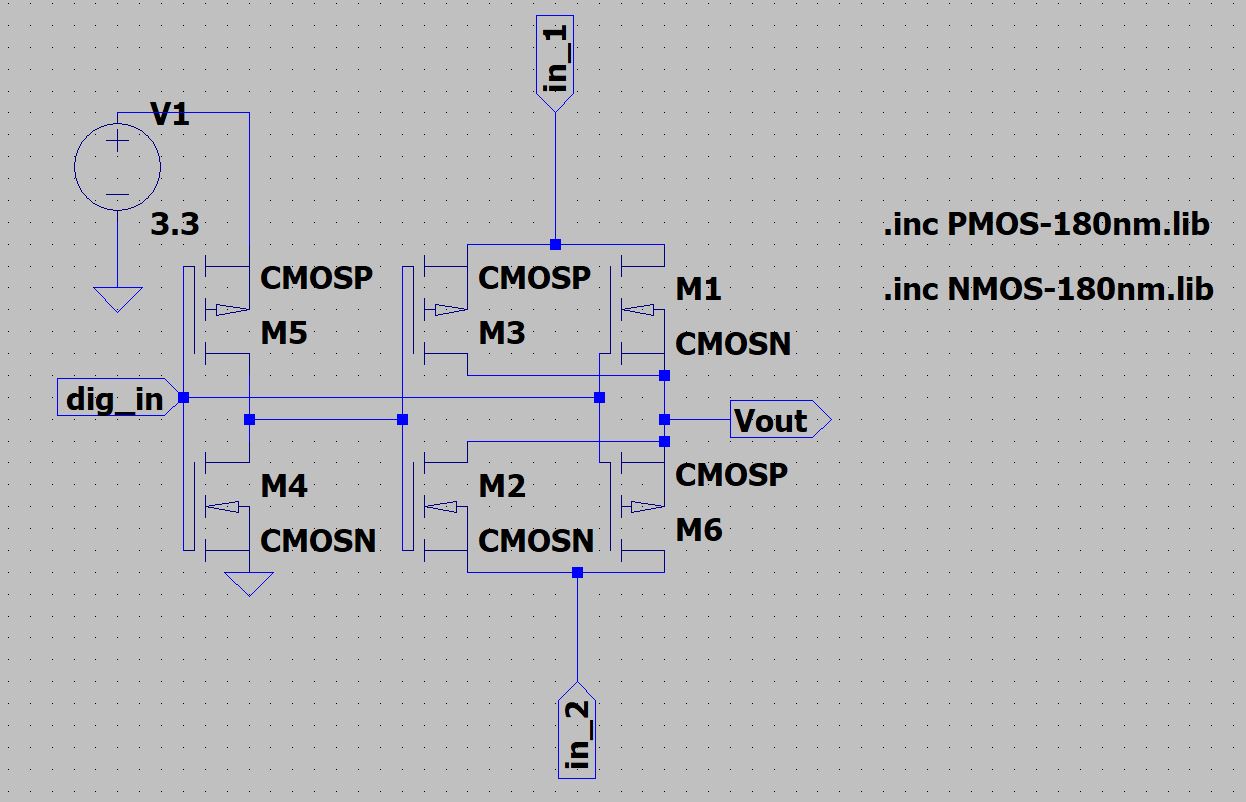 in_1
V1
3.3
.inc PMOS-180nm.lib
.inc NMOS-180nm.lib
CMOSP
M5
CMOSP
M3
M1
CMOSN
dig_in
Vout
M4
CMOSN
M2
CMOSN
CMOSP
M6
in_2